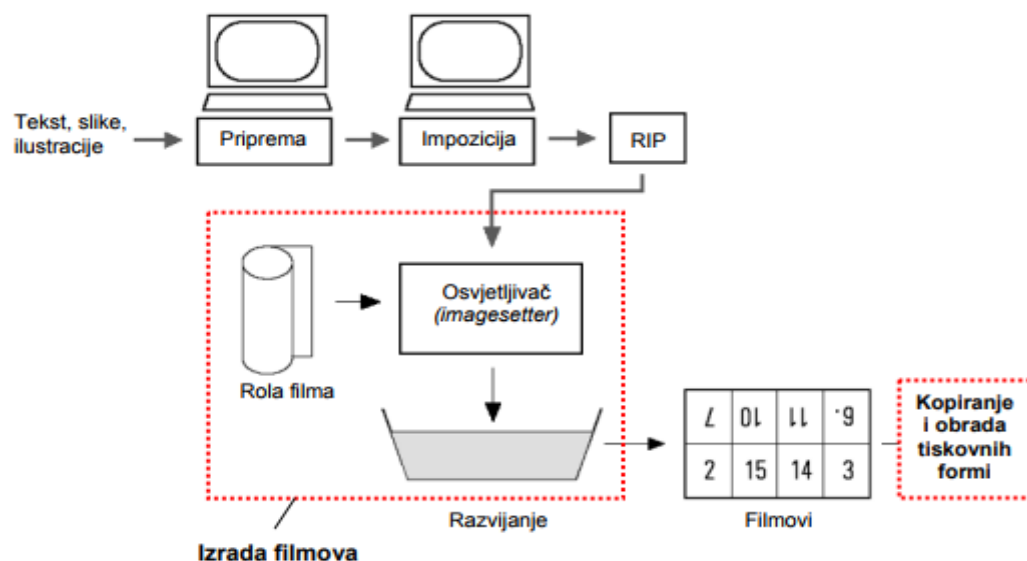 Tekst, slike,
ilustracije
Priprema
Impozicija
RIP
Osvjetljivač
(imagesetter)
Rola filma
7 10 11 6.
2 15 14 3
Kopiranje
i obrada
tiskovnih
formi
Razvijanje
Filmovi
Izrada filmova